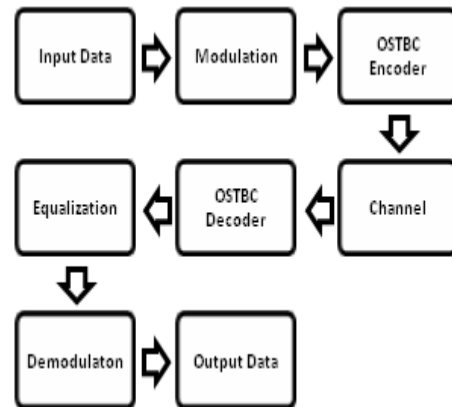 Input Data
Modulation
OSTBC
Encoder
Channel
OSTBC
Decoder
Equalization
Demodulaton
Output Data